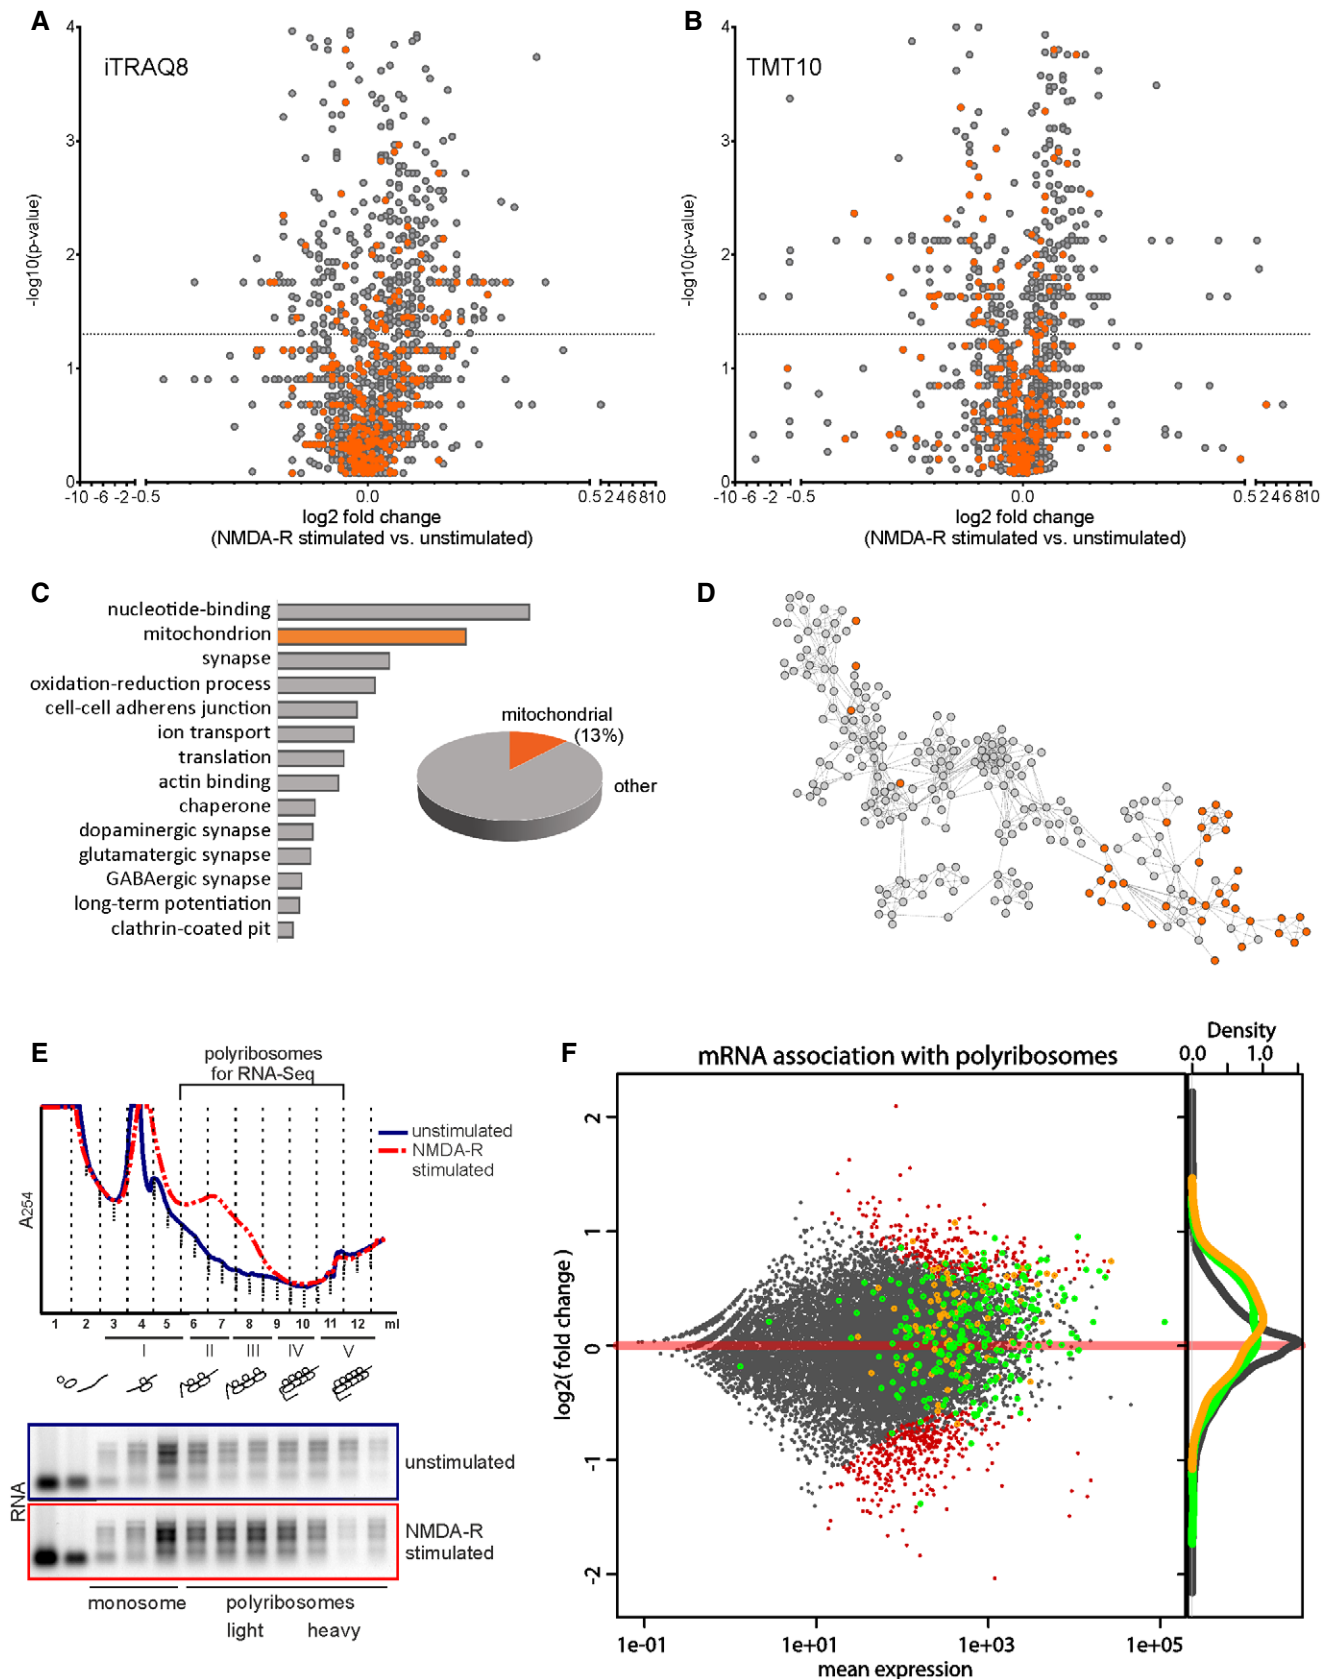 A
iTRAQ8
-log10(p-value)
4
3
2
1
0
-10 -6 -2 -0.5 0.0 0.5 2 4 6 8 10
log2 fold change
(NMDA-R stimulated vs. unstimulated)
B
TMT10
-log10(p-value)
4
3
2
1
0
-10 -6 -2 -0.5 0.0 0.5 2 4 6 8 10
log2 fold change
(NMDA-R stimulated vs. unstimulated)
C
nucleotide-binding
mitochondrion
synapse
oxidation-reduction process
cell-cell adherens junction
ion transport
translation
actin binding
chaperone
dopaminergic synapse
glutamatergic synapse
GABAergic synapse
long-term potentiation
clathrin-coated pit
mitochondrial
(13%)
other
D
E
polyribosomes
for RNA-Seq
unstimulated
NMDA-R
stimulated
A254
1 2 3 4 5 6 7 8 9 10 11 12 ml
I II III IV V
RNA
unstimulated
NMDA-R
stimulated
monosome polyribosomes
light heavy
F
mRNA association with polyribosomes
Density
0.0 1.0
log2( fold change )
2
1
0
-1
-2
1e-01 1e+01 1e+03 1e+05
mean expression